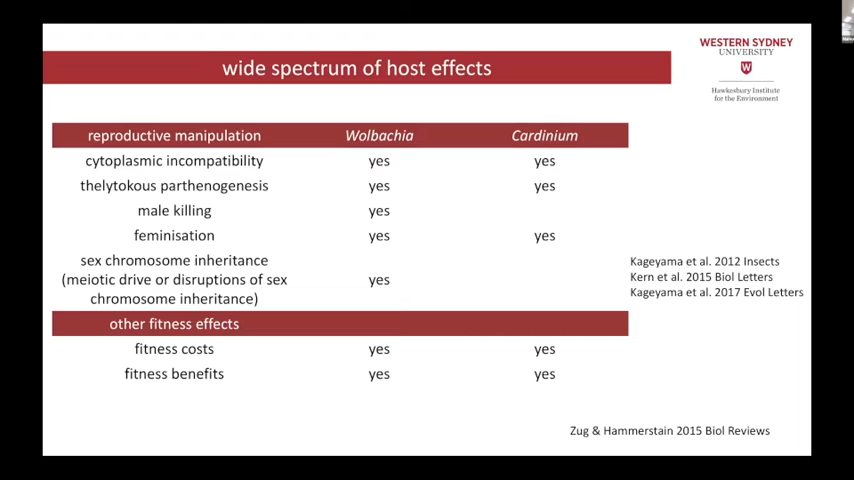 WESTERN SYDNEY
UNIVERSITY
W
Hawkesbury Institute
for the Environment
wide spectrum of host effects
reproductive manipulation Wolbachia Cardinium
cytoplasmic incompatibility yes yes
thelytokous parthenogenesis yes yes
male killing yes
feminisation yes yes
sex chromosome inheritance
(meiotic drive or disruptions of sex yes
chromosome inheritance)
Kageyama et al. 2012 Insects
Kern et al. 2015 Biol Letters
Kageyama et al. 2017 Evol Letters
other fitness effects
fitness costs yes yes
fitness benefits yes yes
Zug & Hammerstain 2015 Biol Reviews